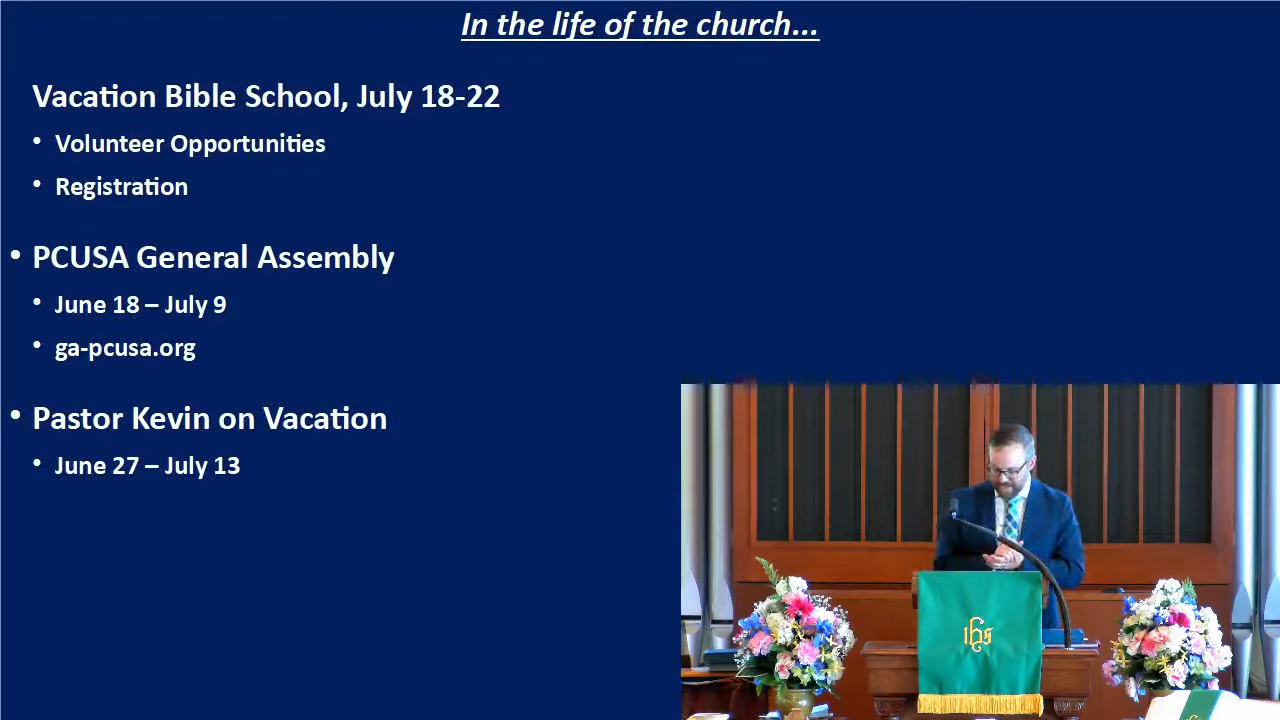 In the life of the church...
Vacation Bible School, July 18-22
• Volunteer Opportunities
• Registration
• PCUSA General Assembly
• June 18 – July 9
• ga-pcusa.org
• Pastor Kevin on Vacation
• June 27 – July 13
ihs